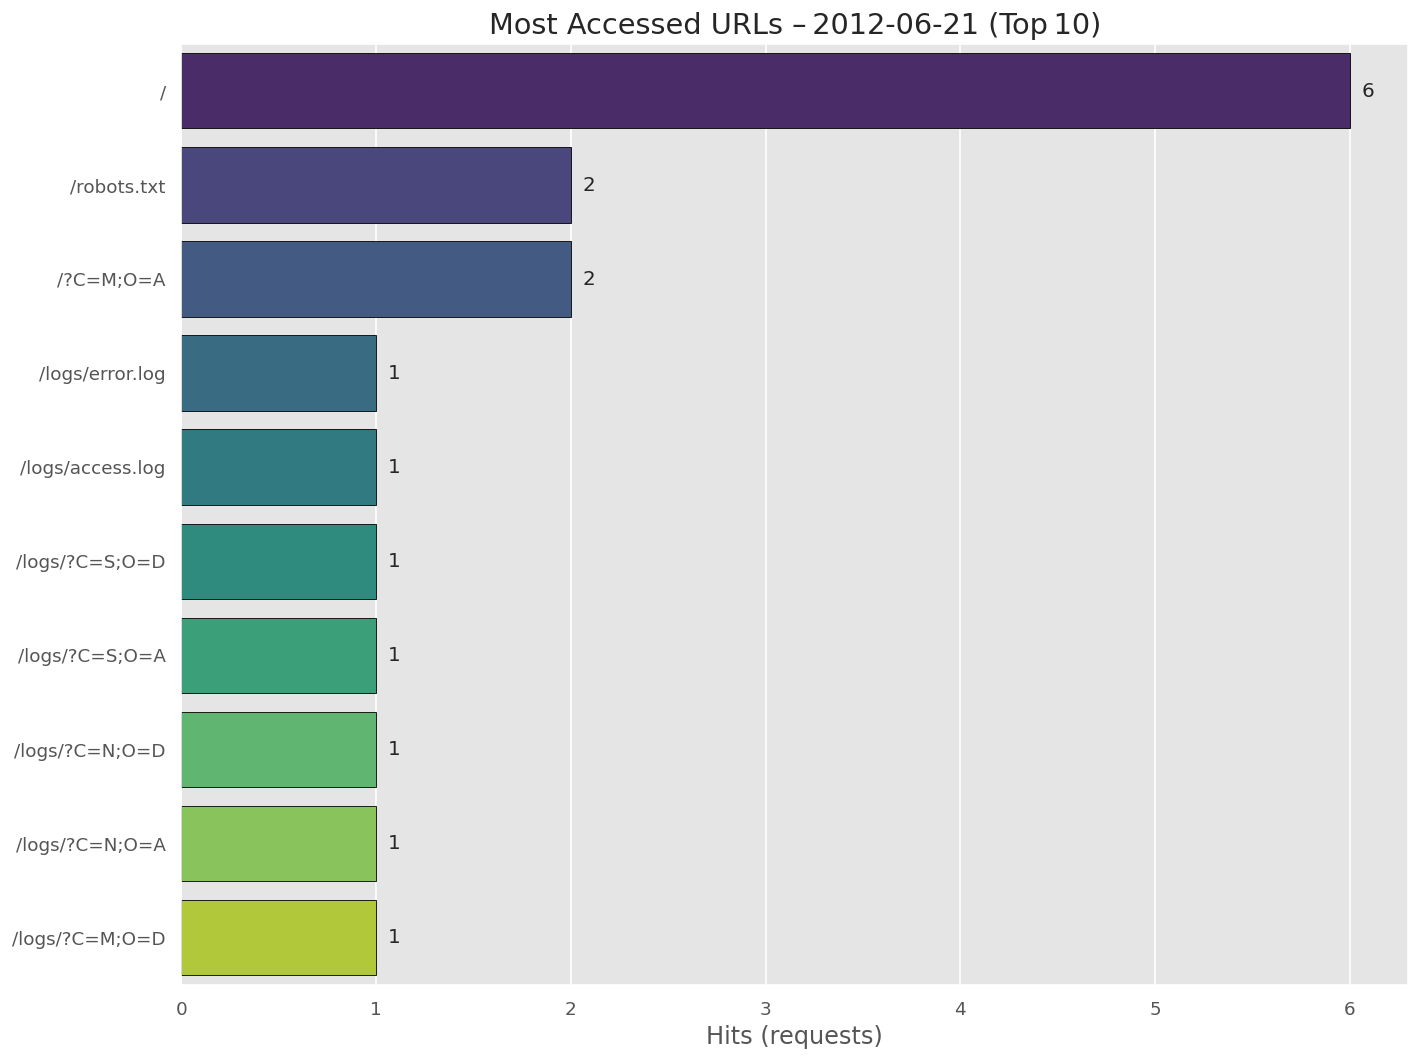 Most Accessed URLs – 2012-06-21 (Top 10)
/ 6
/robots.txt 2
/?C=M;O=A 2
/logs/error.log 1
/logs/access.log 1
/logs/?C=S;O=D 1
/logs/?C=S;O=A 1
/logs/?C=N;O=D 1
/logs/?C=N;O=A 1
/logs/?C=M;O=D 1
0 1 2 3 4 5 6
Hits (requests)